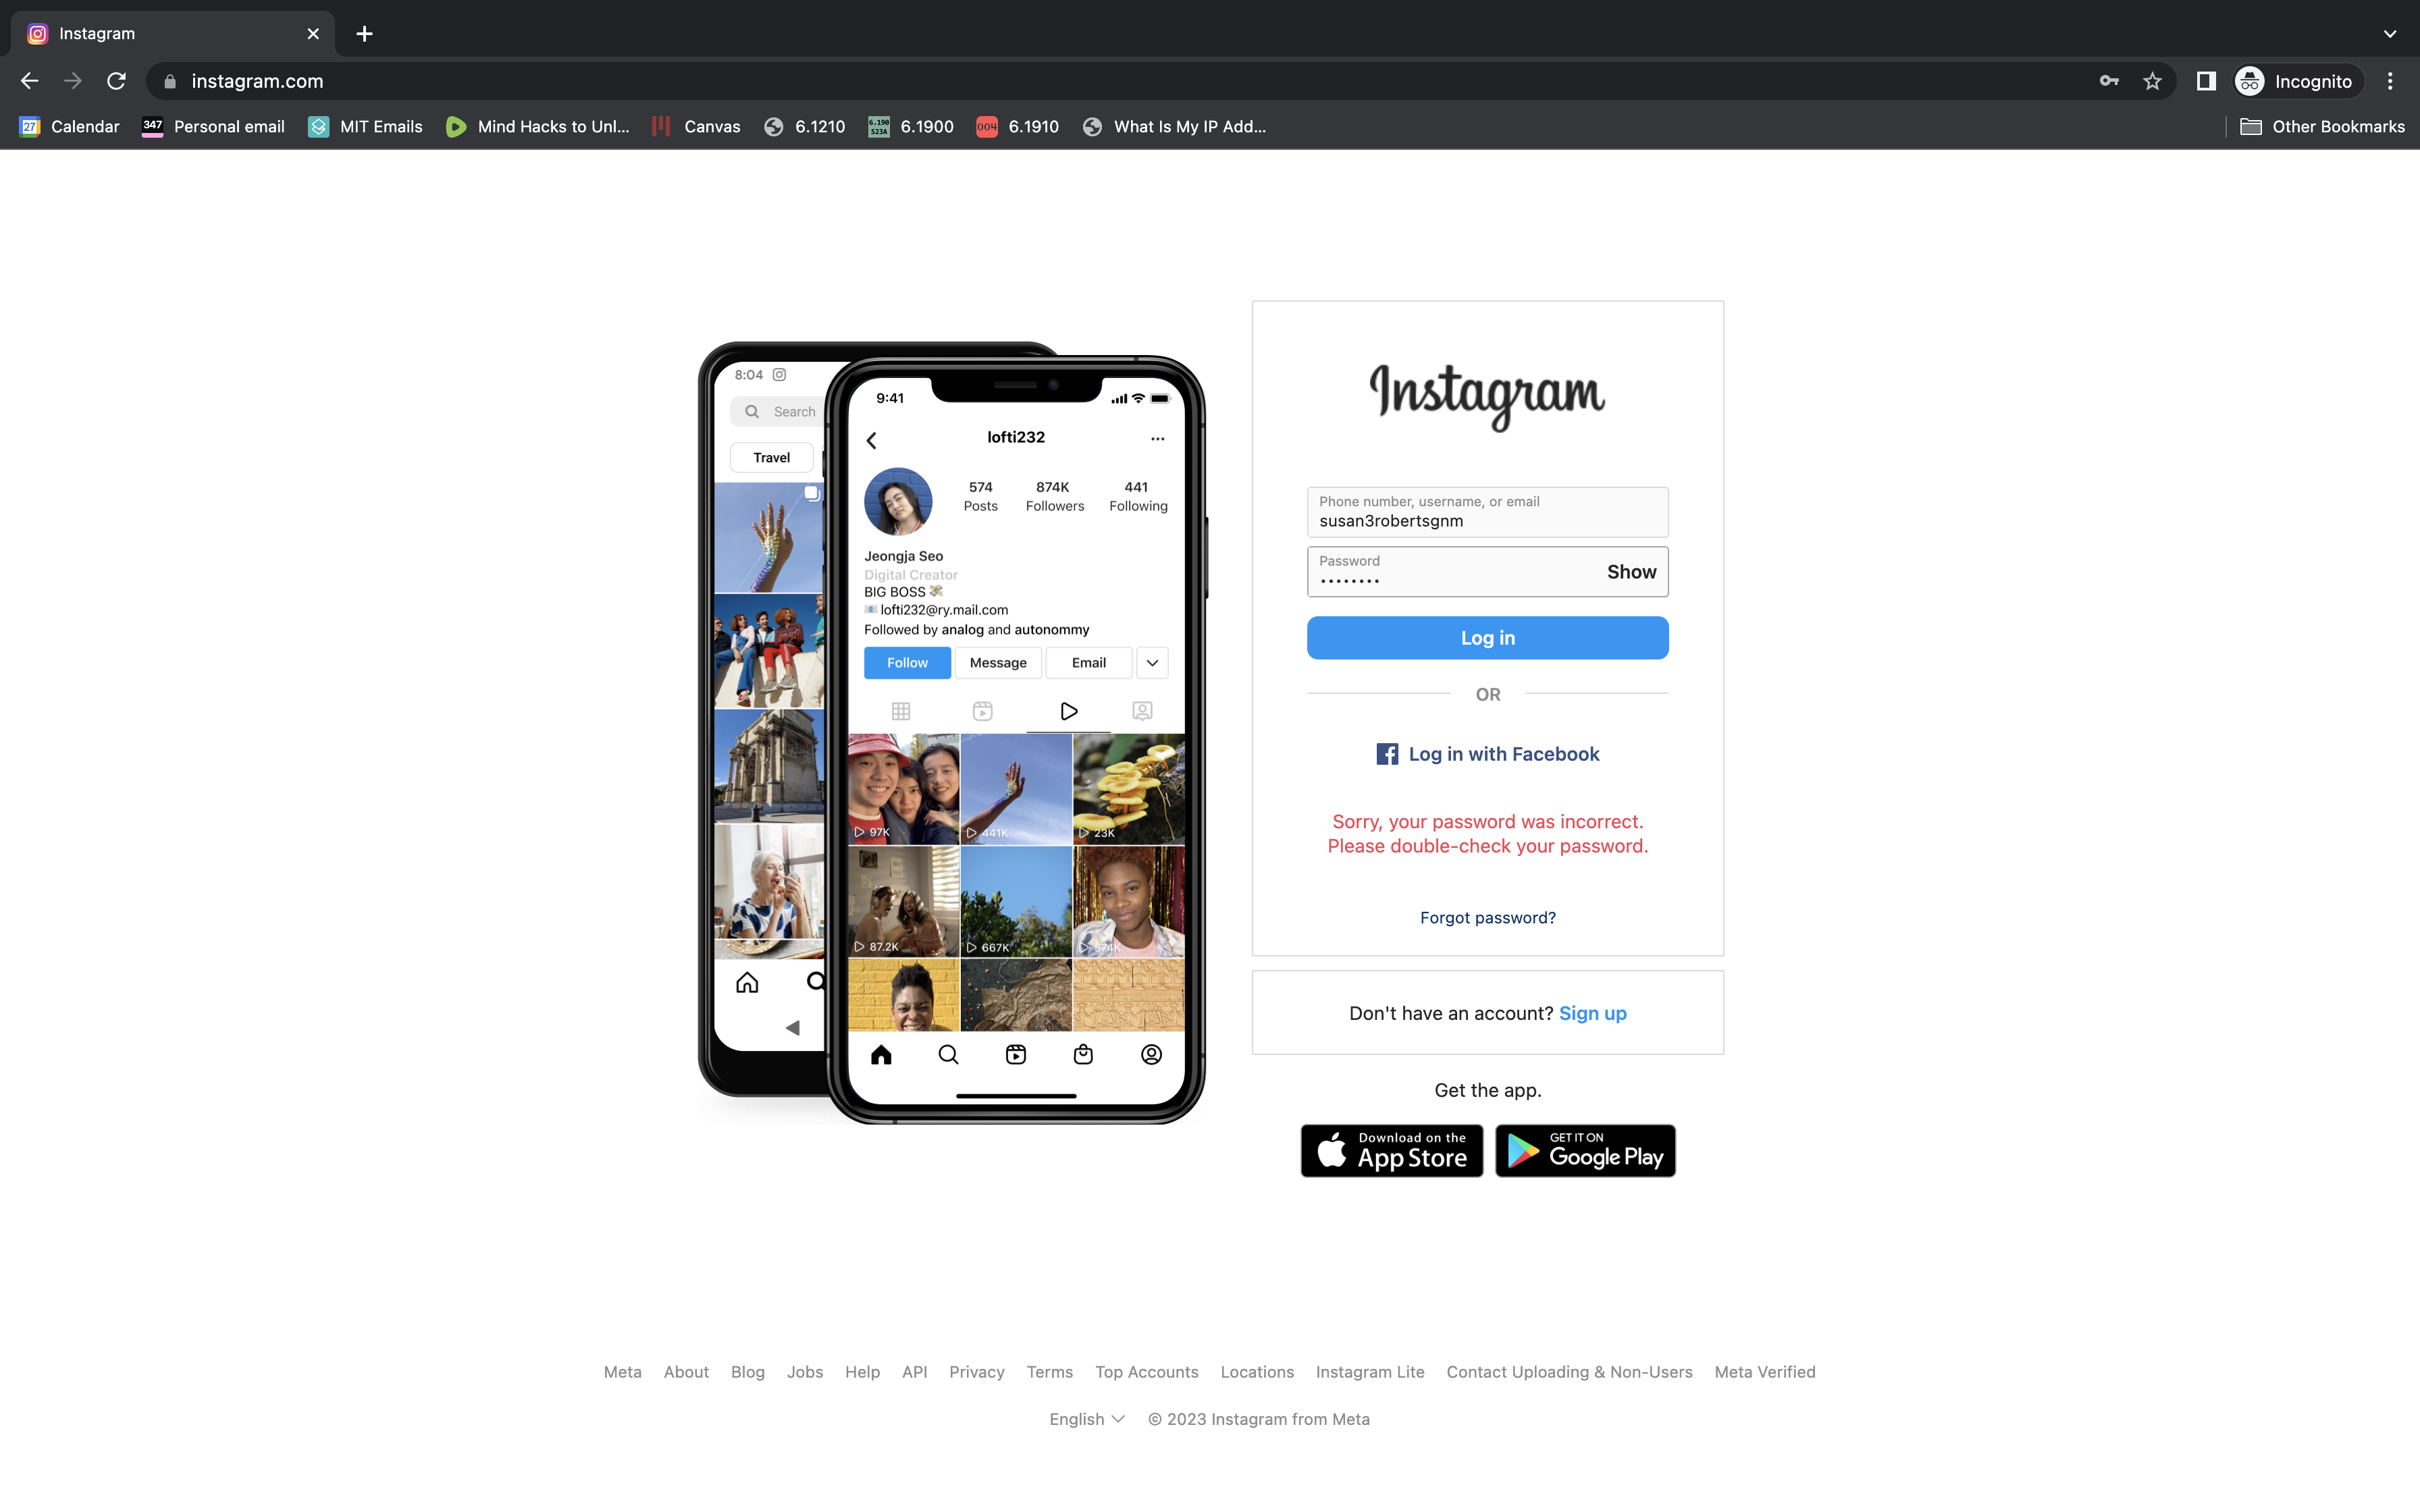 Instagram
instagram.com
Incognito
27 Calendar
347 Personal email
MIT Emails
Mind Hacks to Unl...
Canvas
6.1210
6.190 S23A 6.1900
004 6.1910
What Is My IP Add...
Other Bookmarks
8:04
Search
Travel
9:41
lofti232
574 874K 441
Posts Followers Following
Jeongja Seo
Digital Creator
BIG BOSS
lofti232@ry.mail.com
Followed by analog and autonommy
Follow Message Email
97K 441K 23K
87.2K 667K 574K
Instagram
Phone number, username, or email
susan3robertsgnm
Password
••••••••
Show
Log in
OR
Log in with Facebook
Sorry, your password was incorrect.
Please double-check your password.
Forgot password?
Don't have an account? Sign up
Get the app.
Download on the
App Store
GET IT ON
Google Play
Meta About Blog Jobs Help API Privacy Terms Top Accounts Locations Instagram Lite Contact Uploading & Non-Users Meta Verified
English © 2023 Instagram from Meta